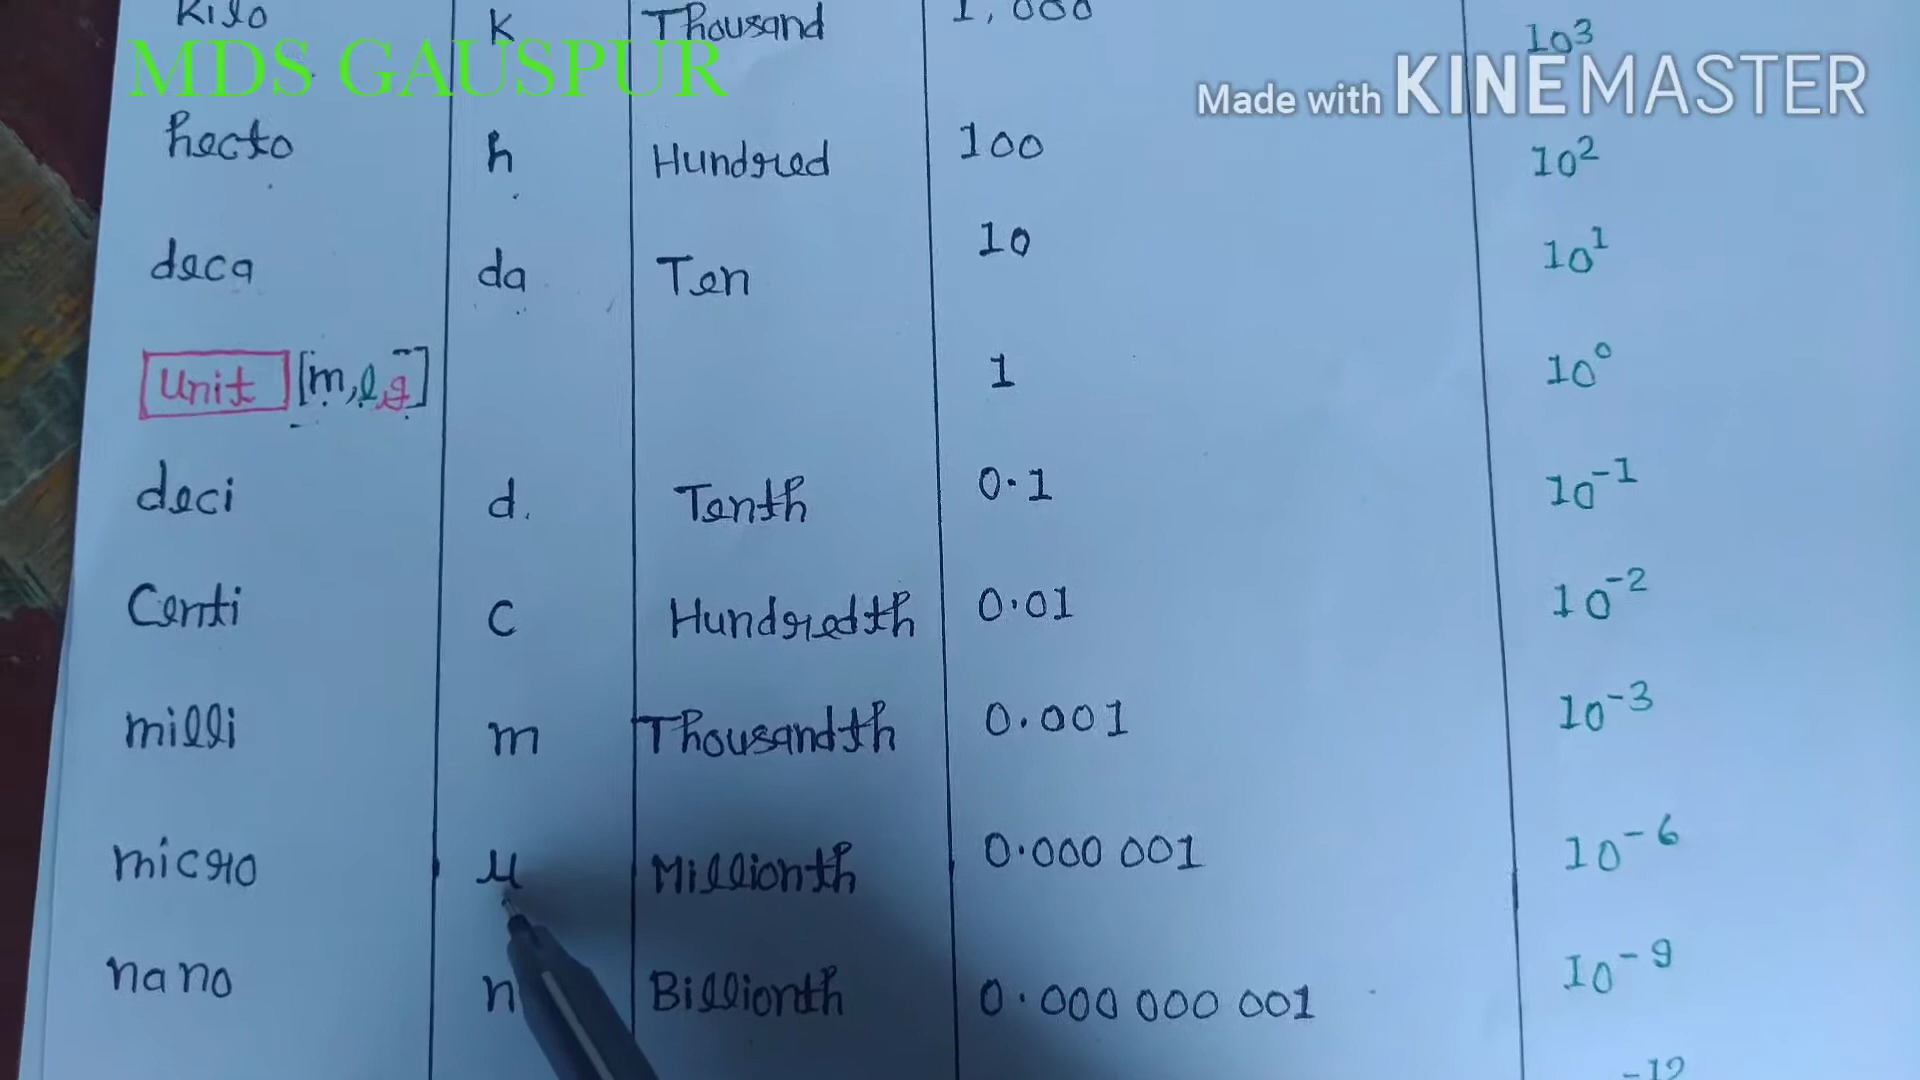 Kilo K Thousand 1,000 10³
MDS GAUSPUR
Made with KINEMASTER
hecto h Hundred 100 10²
deca da Ten 10 10¹
Unit [m,l,g] 1 10⁰
deci d. Tenth 0.1 10⁻¹
Centi C Hundredth 0.01 10⁻²
milli m Thousandth 0.001 10⁻³
micro μ Millionth 0.000 001 10⁻⁶
nano n Billionth 0.000 000 001 10⁻⁹
⁻¹²